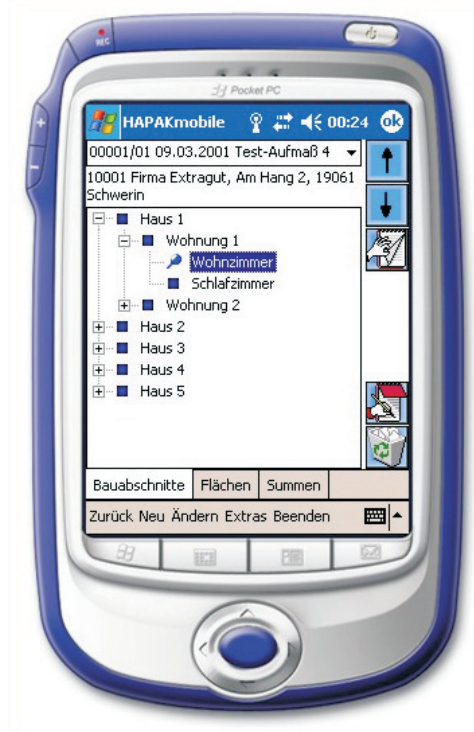 REC
Pocket PC
HAPAKmobile 00:24 ok
00001/01 09.03.2001 Test-Aufmaß 4
10001 Firma Extragut, Am Hang 2, 19061
Schwerin
Haus 1
Wohnung 1
Wohnzimmer
Schlafzimmer
Wohnung 2
Haus 2
Haus 3
Haus 4
Haus 5
Bauabschnitte Flächen Summen
Zurück Neu Ändern Extras Beenden